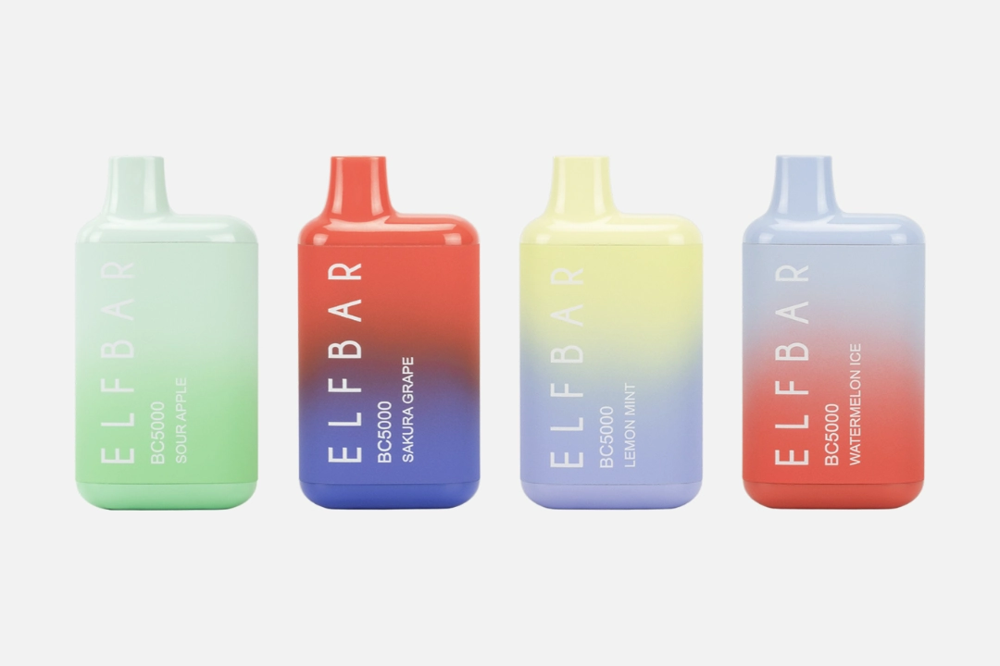 ELFBAR
BC5000
SOUR APPLE
ELFBAR
BC5000
SAKURA GRAPE
ELFBAR
BC5000
LEMON MINT
ELFBAR
BC5000
WATERMELON ICE